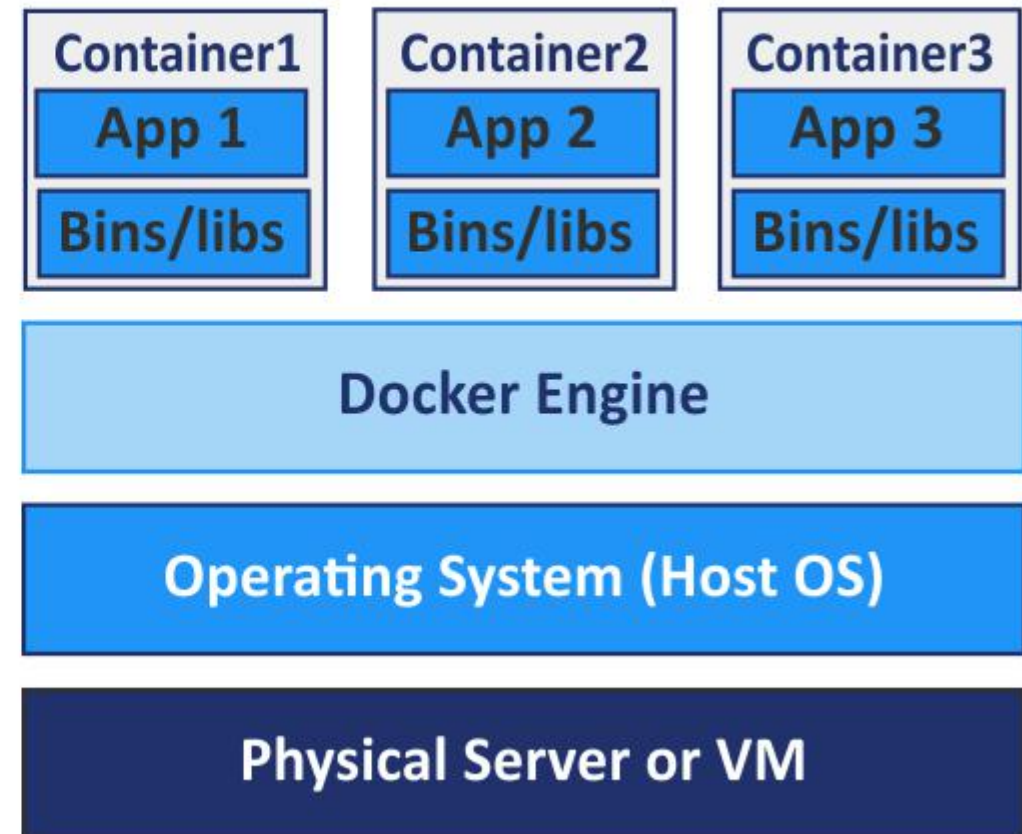 Container1
App 1
Bins/libs
Container2
App 2
Bins/libs
Container3
App 3
Bins/libs
Docker Engine
Operating System (Host OS)
Physical Server or VM